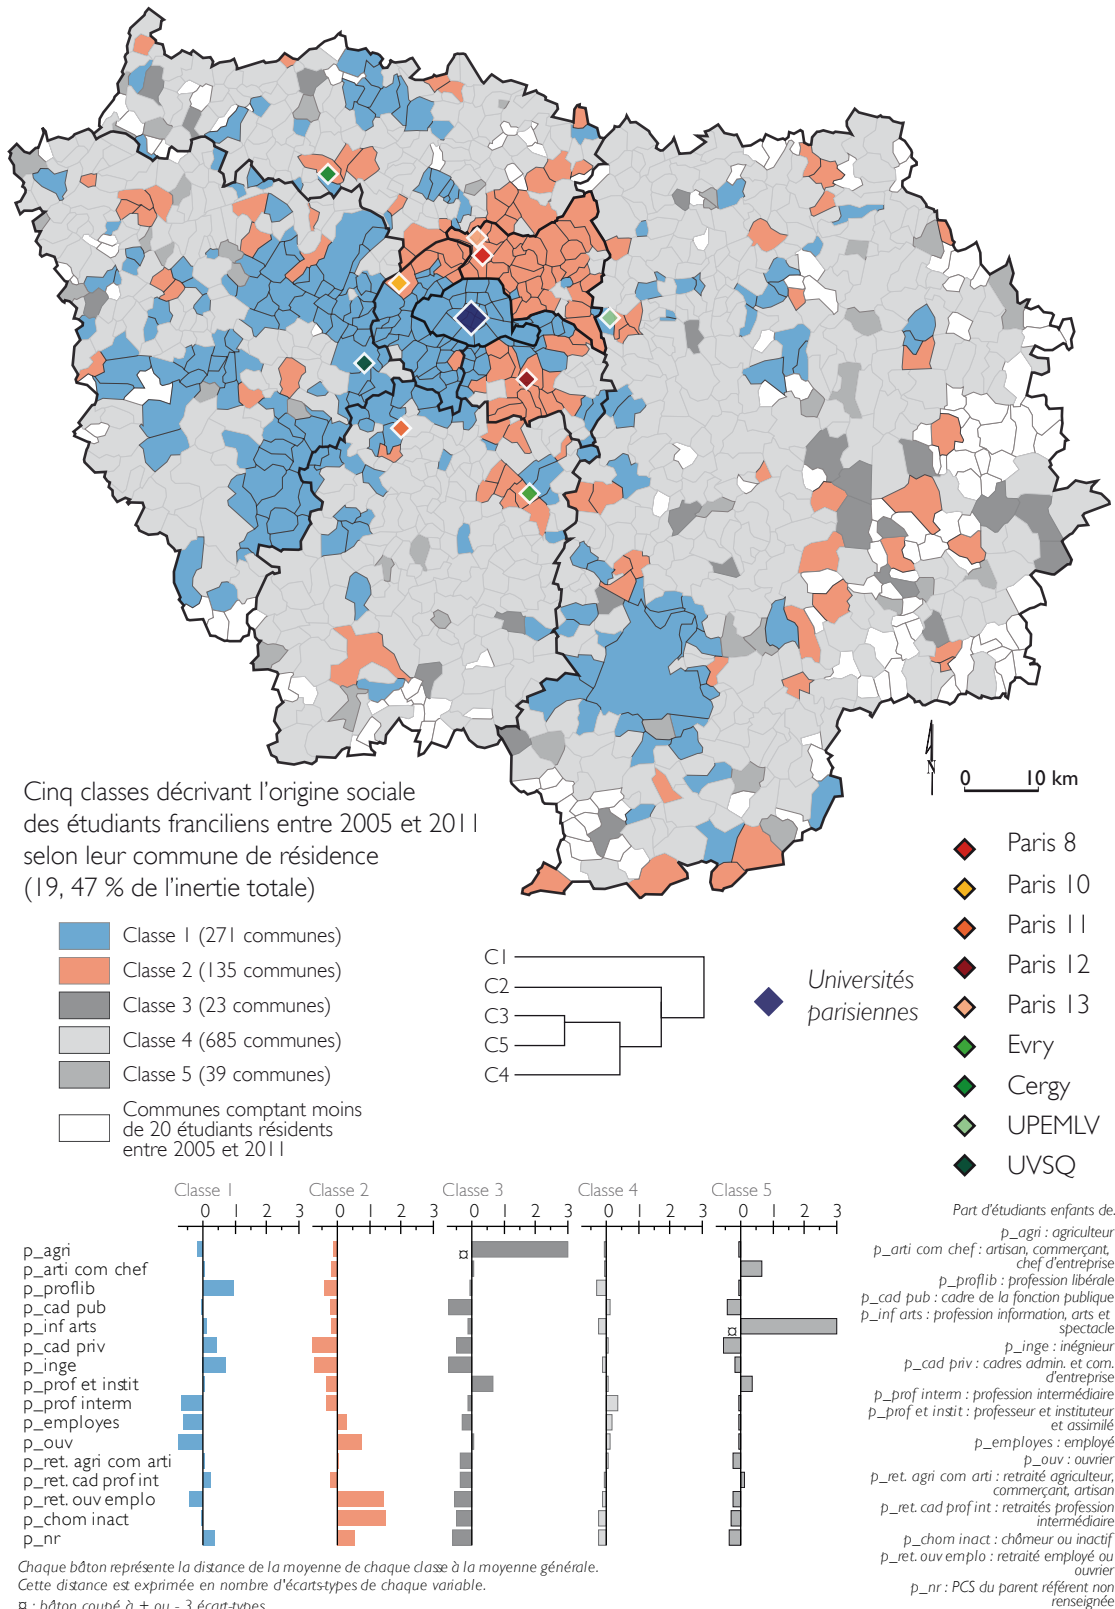 N
0 10 km
Cinq classes décrivant l'origine sociale
des étudiants franciliens entre 2005 et 2011
selon leur commune de résidence
(19, 47 % de l'inertie totale)
Classe 1 (271 communes)
Classe 2 (135 communes)
Classe 3 (23 communes)
Classe 4 (685 communes)
Classe 5 (39 communes)
Communes comptant moins
de 20 étudiants résidents
entre 2005 et 2011
C1
C2
C3
C5
C4
Universités
parisiennes
Paris 8
Paris 10
Paris 11
Paris 12
Paris 13
Evry
Cergy
UPEMLV
UVSQ
Classe 1 Classe 2 Classe 3 Classe 4 Classe 5
0 1 2 3 0 1 2 3 0 1 2 3 0 1 2 3 0 1 2 3
p_agri
p_arti com chef
p_proflib
p_cad pub
p_inf arts
p_cad priv
p_inge
p_prof et instit
p_prof interm
p_employes
p_ouv
p_ret. agri com arti
p_ret. cad prof int
p_ret. ouv emplo
p_chom inact
p_nr
¤
¤
Part d'étudiants enfants de.
p_agri : agriculteur
p_arti com chef : artisan, commerçant,
chef d'entreprise
p_proflib : profession libérale
p_cad pub : cadre de la fonction publique
p_inf arts : profession information, arts et
spectacle
p_inge : inégnieur
p_cad priv : cadres admin. et com.
d'entreprise
p_prof interm : profession intermédiaire
p_prof et instit : professeur et instituteur
et assimilé
p_employes : employé
p_ouv : ouvrier
p_ret. agri com arti : retraité agriculteur,
commerçant, artisan
p_ret. cad prof int : retraités profession
intermédiaire
p_chom inact : chômeur ou inactif
p_ret. ouv emplo : retraité employé ou
ouvrier
p_nr : PCS du parent référent non
renseignée
Chaque bâton représente la distance de la moyenne de chaque classe à la moyenne générale.
Cette distance est exprimée en nombre d'écarts-types de chaque variable.
¤ : bâton coupé à + ou - 3 écart-types